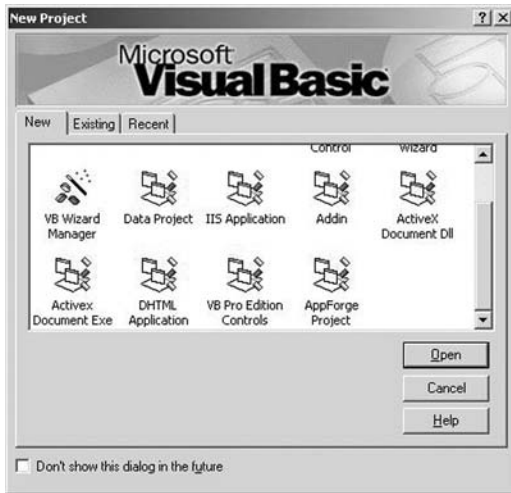 New Project
Microsoft
Visual Basic
New Existing Recent
Control Wizard
VB Wizard Manager
Data Project
IIS Application
Addin
ActiveX Document Dll
Activex Document Exe
DHTML Application
VB Pro Edition Controls
AppForge Project
Open
Cancel
Help
Don't show this dialog in the future